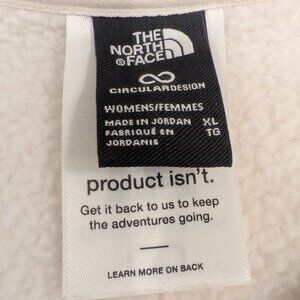 THE
NORTH
FACE
CIRCULARDESIGN
WOMENS/FEMMES
MADE IN JORDAN XL
FABRIQUÉ EN TG
JORDANIE
product isn't.
Get it back to us to keep
the adventures going.
LEARN MORE ON BACK